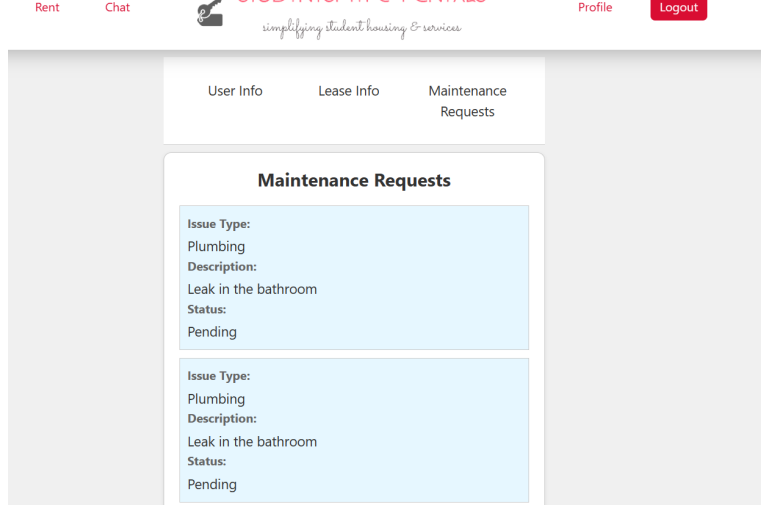 Rent
Chat
simplifying student housing & services
Profile
Logout
User Info
Lease Info
Maintenance
Requests
Maintenance Requests
Issue Type:
Plumbing
Description:
Leak in the bathroom
Status:
Pending
Issue Type:
Plumbing
Description:
Leak in the bathroom
Status:
Pending